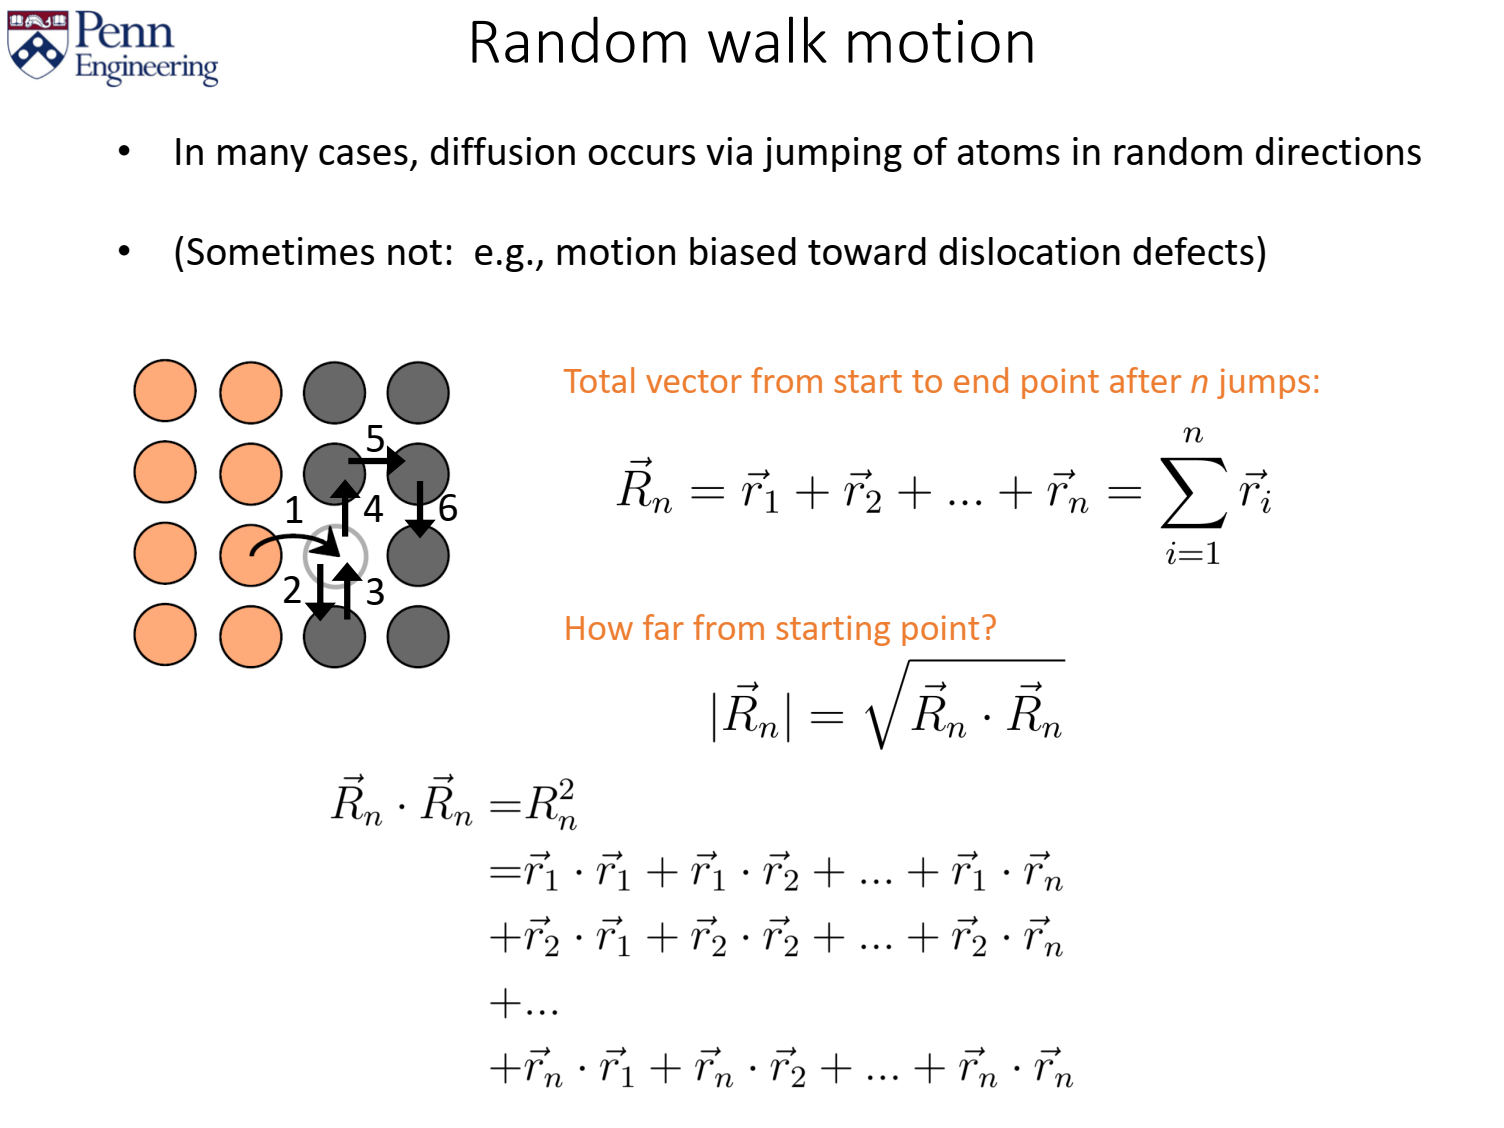 Penn
Engineering
Random walk motion
• In many cases, diffusion occurs via jumping of atoms in random directions
• (Sometimes not: e.g., motion biased toward dislocation defects)
5
1 4 6
2 3
Total vector from start to end point after n jumps:
$\vec{R}_n = \vec{r}_1 + \vec{r}_2 + ... + \vec{r}_n = \sum_{i=1}^{n} \vec{r}_i$
How far from starting point?
$|\vec{R}_n| = \sqrt{\vec{R}_n \cdot \vec{R}_n}$
$\vec{R}_n \cdot \vec{R}_n = R_n^2$
$= \vec{r}_1 \cdot \vec{r}_1 + \vec{r}_1 \cdot \vec{r}_2 + ... + \vec{r}_1 \cdot \vec{r}_n$
$+ \vec{r}_2 \cdot \vec{r}_1 + \vec{r}_2 \cdot \vec{r}_2 + ... + \vec{r}_2 \cdot \vec{r}_n$
$+ ...$
$+ \vec{r}_n \cdot \vec{r}_1 + \vec{r}_n \cdot \vec{r}_2 + ... + \vec{r}_n \cdot \vec{r}_n$